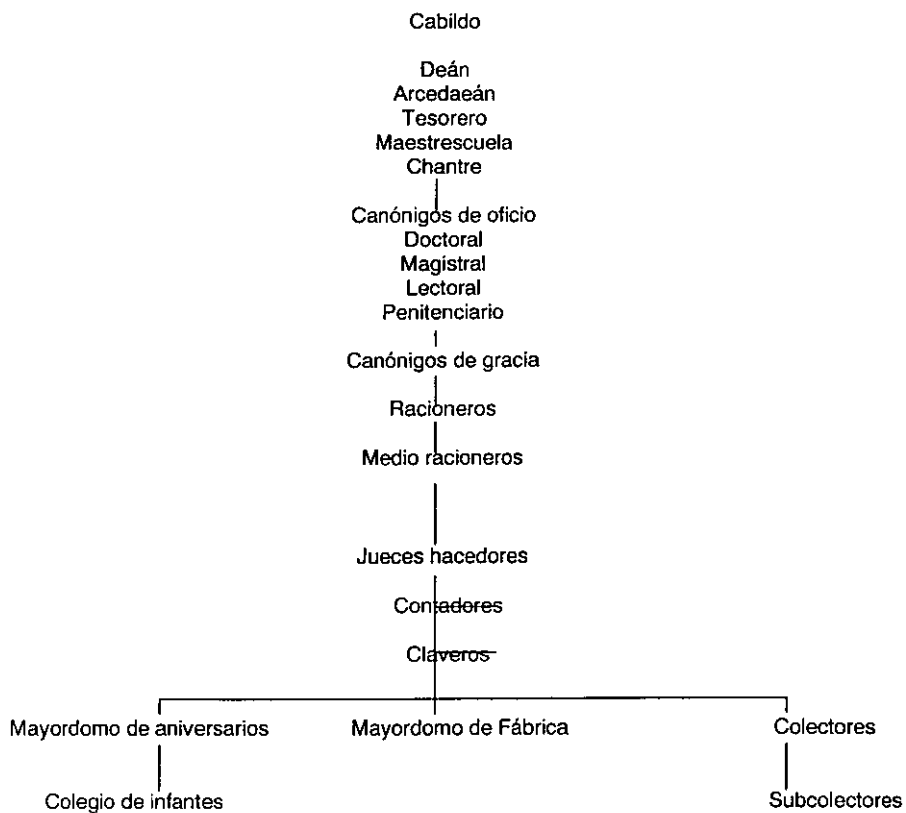 Cabildo
Deán
Arcedaeán
Tesorero
Maestrescuela
Chantre
Canónigos de oficio
Doctoral
Magistral
Lectoral
Penitenciario
Canónigos de gracia
Racioneros
Medio racioneros
Jueces hacedores
Contadores
Claveros
Mayordomo de aniversarios
Mayordomo de Fábrica
Colectores
Colegio de infantes
Subcolectores